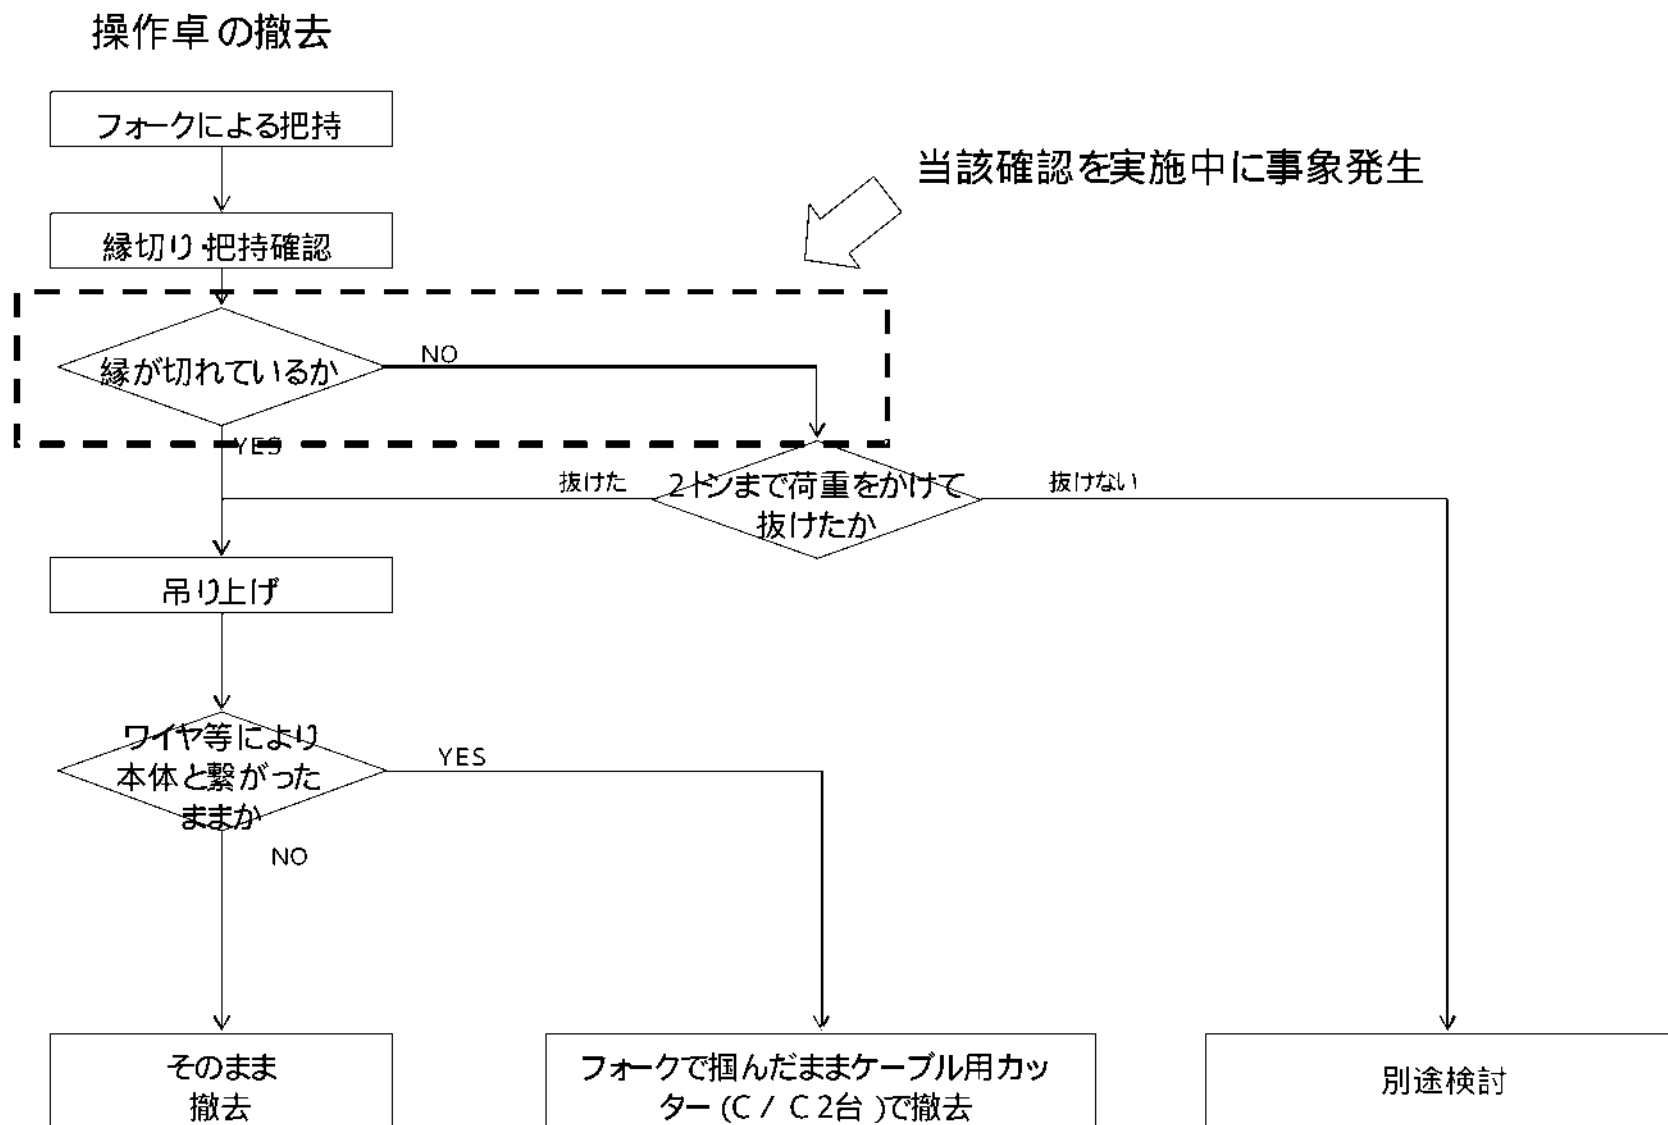 操作卓の撤去
フォークによる把持
当該確認を実施中に事象発生
縁切り・把持確認
縁が切れているか
NO
YES
抜けた
2トンまで荷重をかけて
抜けたか
抜けない
吊り上げ
ワイヤ等により
本体と繋がった
ままか
YES
NO
そのまま
撤去
フォークで掴んだままケーブル用カッ
ター(C / C 2台 )で撤去
別途検討